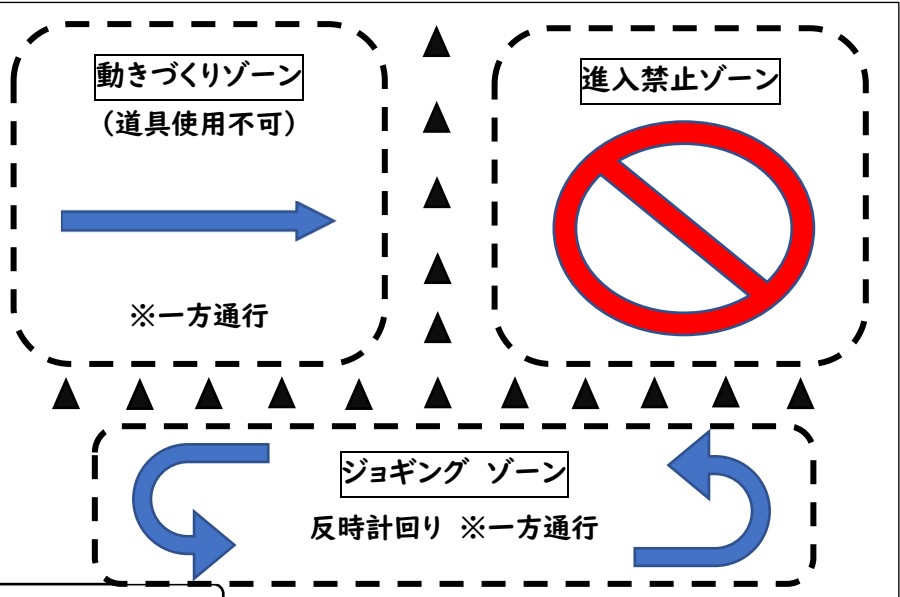 動きづくりゾーン
（道具使用不可）
※一方通行
進入禁止ゾーン
ジョギング ゾーン
反時計回り ※一方通行